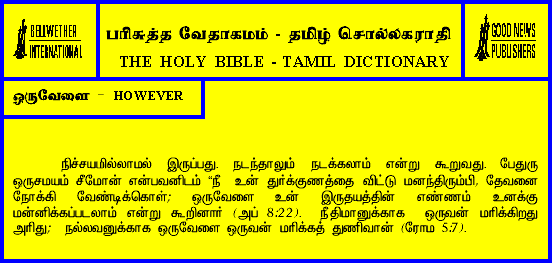 BELLWETHER
INTERNATIONAL
பரிசுத்த வேதாகமம் - தமிழ் சொல்லகராதி
THE HOLY BIBLE - TAMIL DICTIONARY
GOOD NEWS
PUBLISHERS
ஒருவேளை - HOWEVER
நிச்சயமில்லாமல் இருப்பது. நடந்தாலும் நடக்கலாம் என்று கூறுவது. பேதுரு
ஒருசமயம் சீமோன் என்பவனிடம் “நீ உன் துர்க்குணத்தை விட்டு மனந்திரும்பி, தேவனை
நோக்கி வேண்டிக்கொள்; ஒருவேளை உன் இருதயத்தின் எண்ணம் உனக்கு
மன்னிக்கப்படலாம் என்று கூறினார் (அப் 8:22). நீதிமானுக்காக ஒருவன் மரிக்கிறது
அரிது; நல்லவனுக்காக ஒருவேளை ஒருவன் மரிக்கத் துணிவான் (ரோம 5:7).